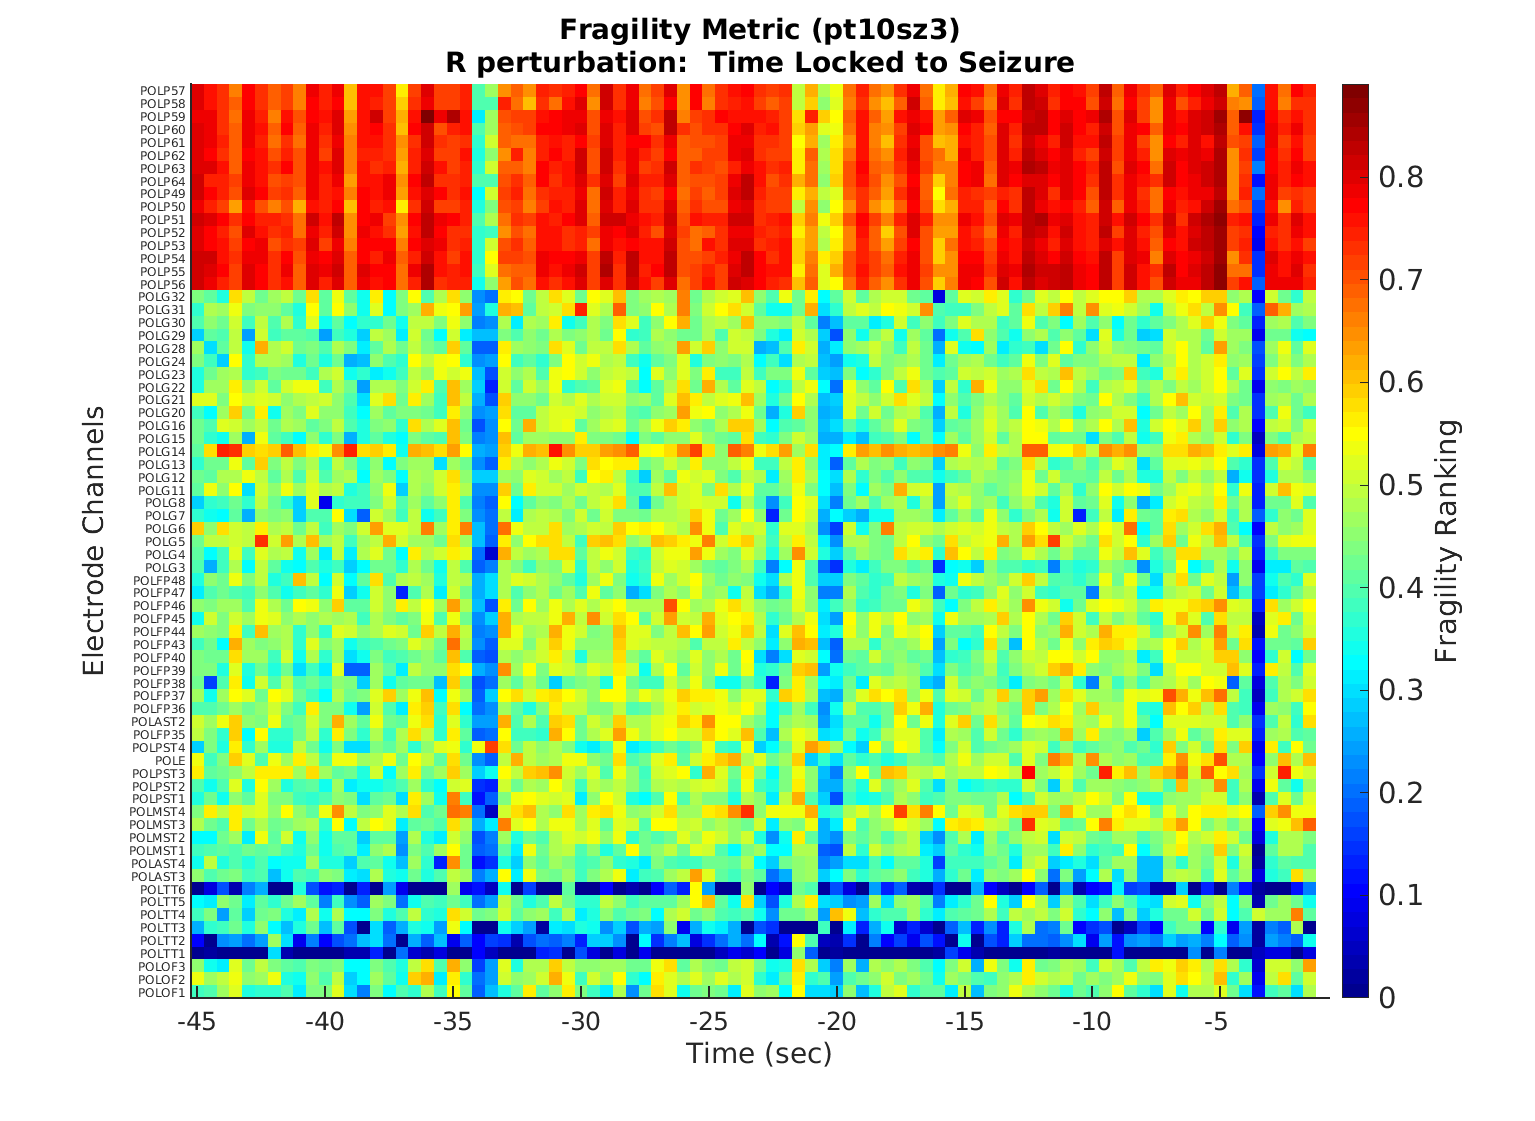 Fragility Metric (pt10sz3)
R perturbation:  Time Locked to Seizure
POLP57
POLP58
POLP59
POLP60
POLP61
POLP62
POLP63
POLP64
POLP49
POLP50
POLP51
POLP52
POLP53
POLP54
POLP55
POLP56
POLG32
POLG31
POLG30
POLG29
POLG28
POLG24
POLG23
POLG22
POLG21
POLG20
POLG16
POLG15
POLG14
POLG13
POLG12
POLG11
POLG8
POLG7
POLG6
POLG5
POLG4
POLG3
POLFP48
POLFP47
POLFP46
POLFP45
POLFP44
POLFP43
POLFP40
POLFP39
POLFP38
POLFP37
POLFP36
POLAST2
POLFP35
POLPST4
POLE
POLPST3
POLPST2
POLPST1
POLMST4
POLMST3
POLMST2
POLMST1
POLAST4
POLAST3
POLTT6
POLTT5
POLTT4
POLTT3
POLTT2
POLTT1
POLOF3
POLOF2
POLOF1
Electrode Channels
-45 -40 -35 -30 -25 -20 -15 -10 -5
Time (sec)
0.8
0.7
0.6
0.5
0.4
0.3
0.2
0.1
0
Fragility Ranking